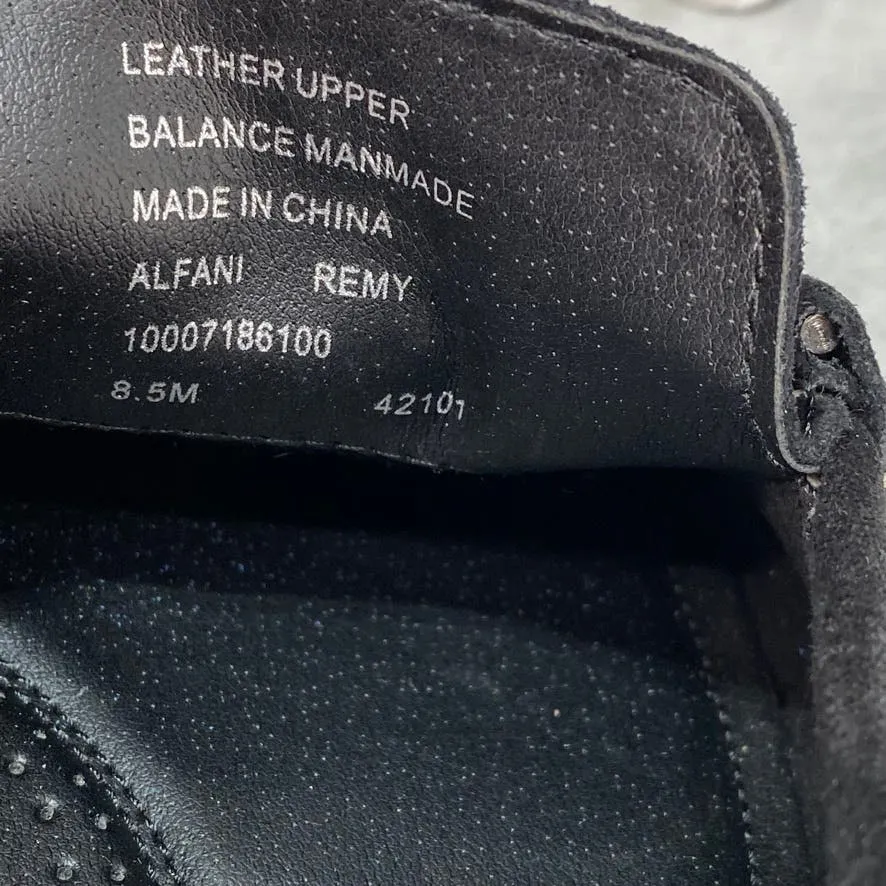 LEATHER UPPER
BALANCE MANMADE
MADE IN CHINA
ALFANI REMY
10007186100
8.5M 42101